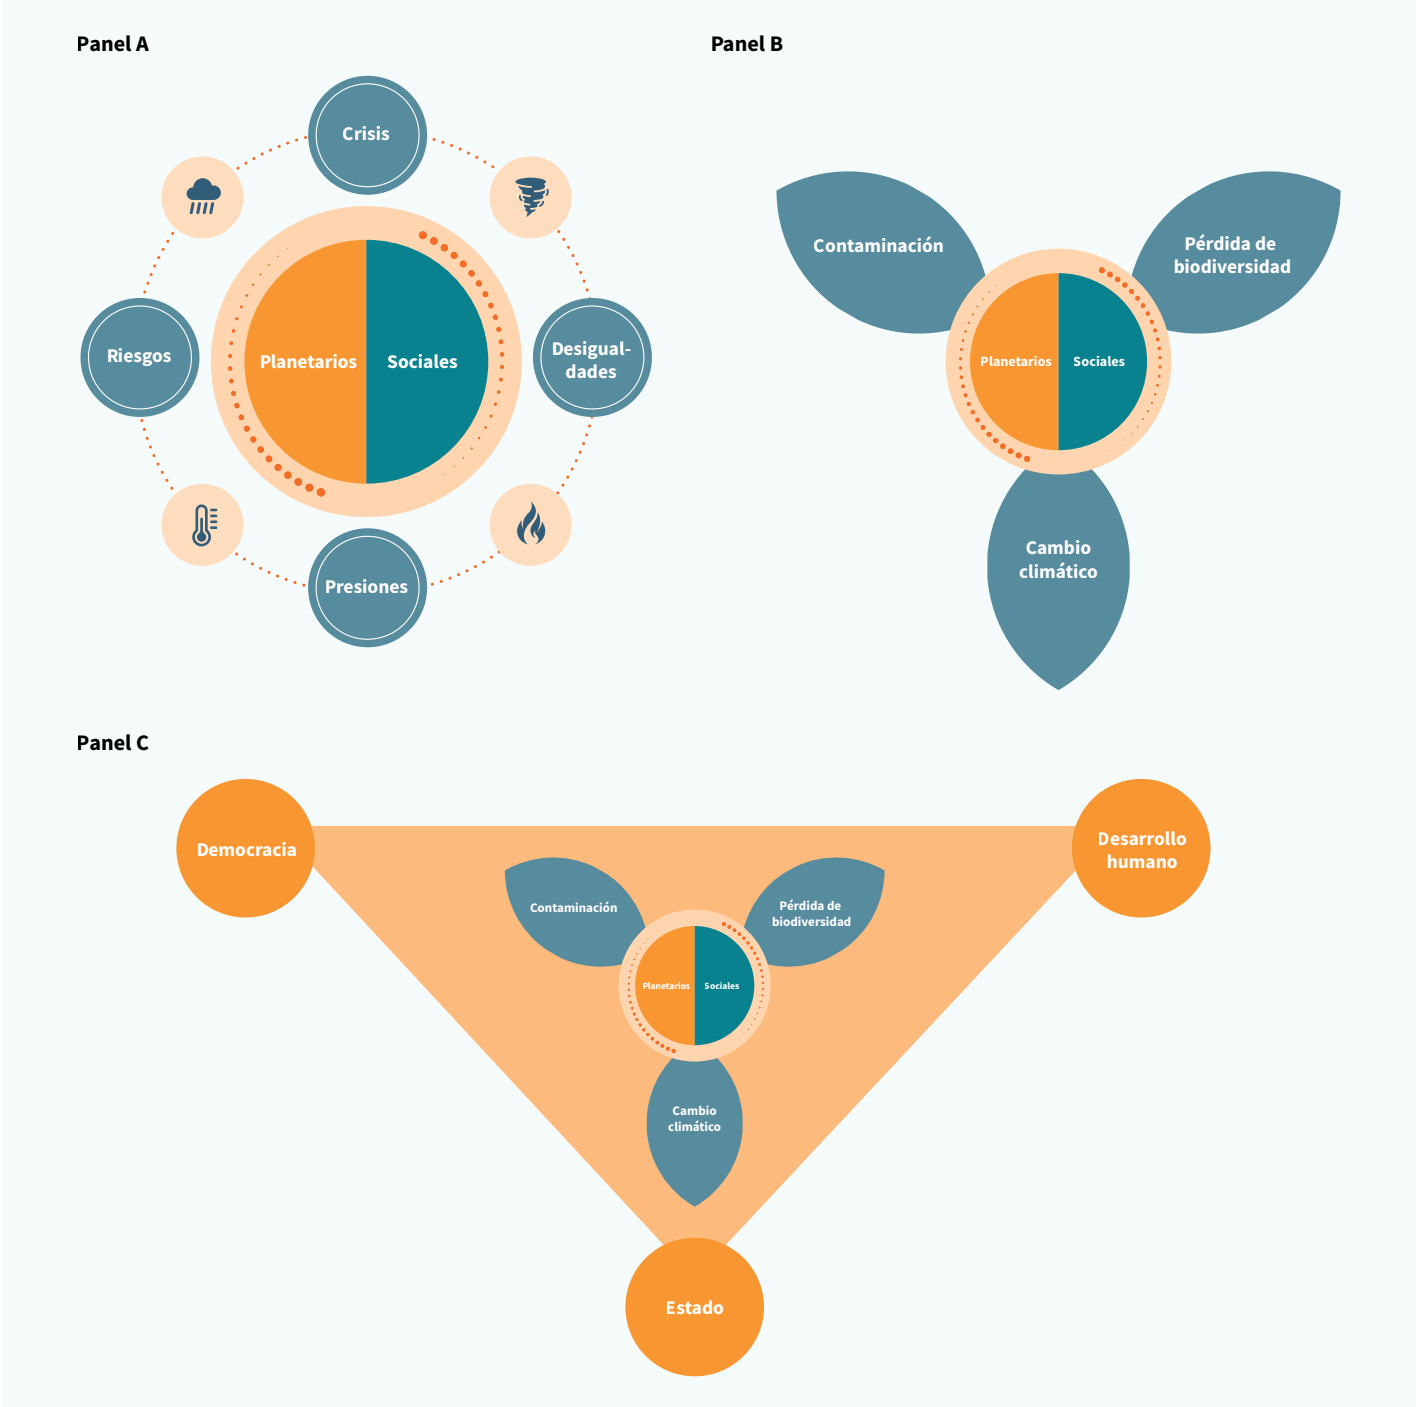 Panel A
Crisis
Riesgos
Planetarios
Sociales
Desigual-
dades
Presiones
Panel B
Contaminación
Pérdida de
biodiversidad
Planetarios
Sociales
Cambio
climático
Panel C
Democracia
Desarrollo
humano
Contaminación
Pérdida de
biodiversidad
Planetarios
Sociales
Cambio
climático
Estado